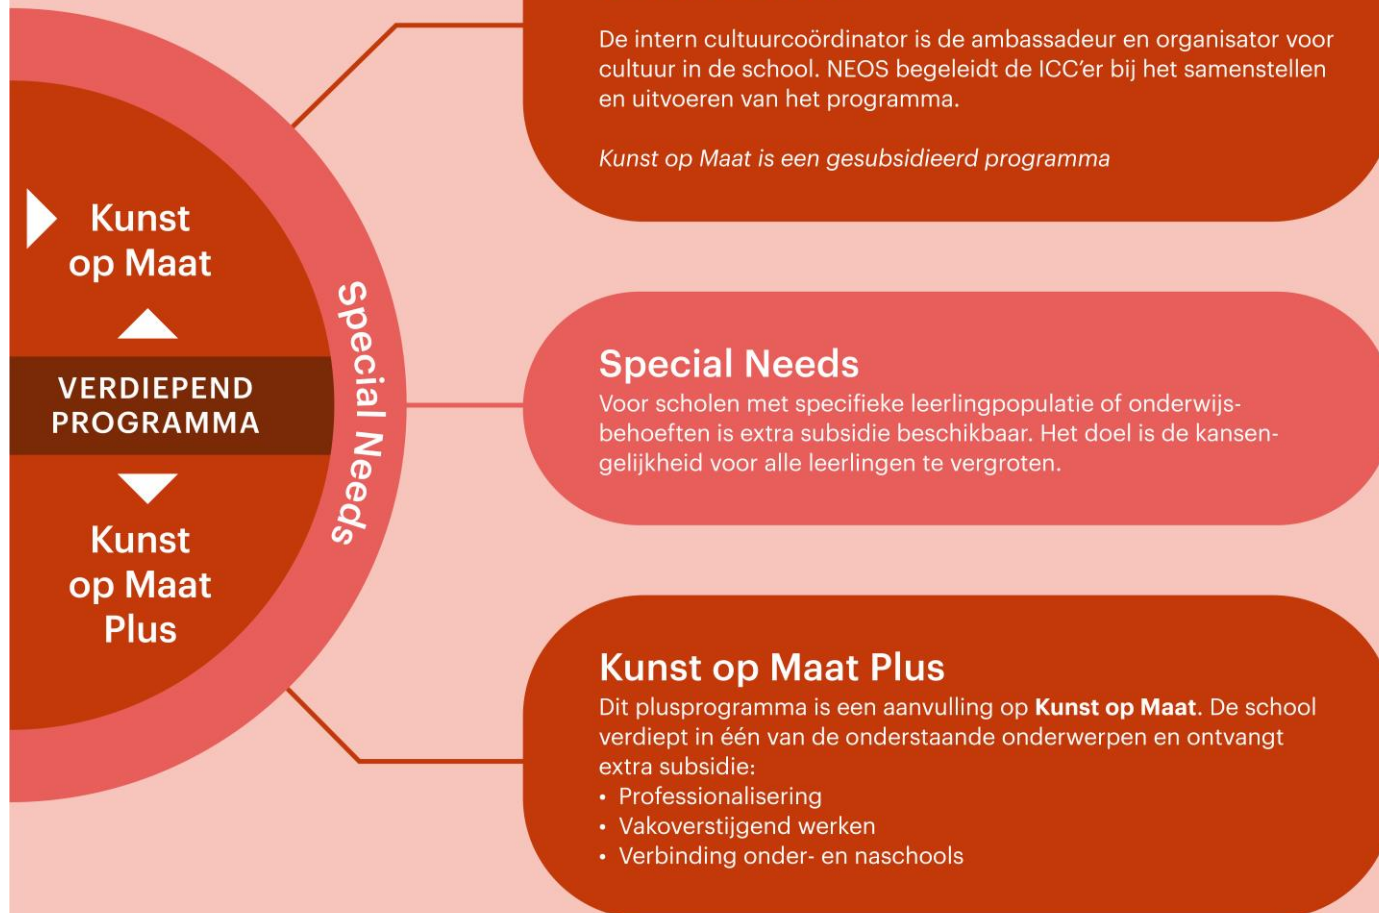 De intern cultuurcoördinator is de ambassadeur en organisator voor
cultuur in de school. NEOS begeleidt de ICC'er bij het samenstellen
en uitvoeren van het programma.
Kunst op Maat is een gesubsidieerd programma
Kunst
op Maat
VERDIEPEND
PROGRAMMA
Kunst
op Maat
Plus
Special Needs
Special Needs
Voor scholen met specifieke leerlingpopulatie of onderwijs-
behoeften is extra subsidie beschikbaar. Het doel is de kansen-
gelijkheid voor alle leerlingen te vergroten.
Kunst op Maat Plus
Dit plusprogramma is een aanvulling op Kunst op Maat. De school
verdiept in één van de onderstaande onderwerpen en ontvangt
extra subsidie:
• Professionalisering
• Vakoverstijgend werken
• Verbinding onder- en naschools